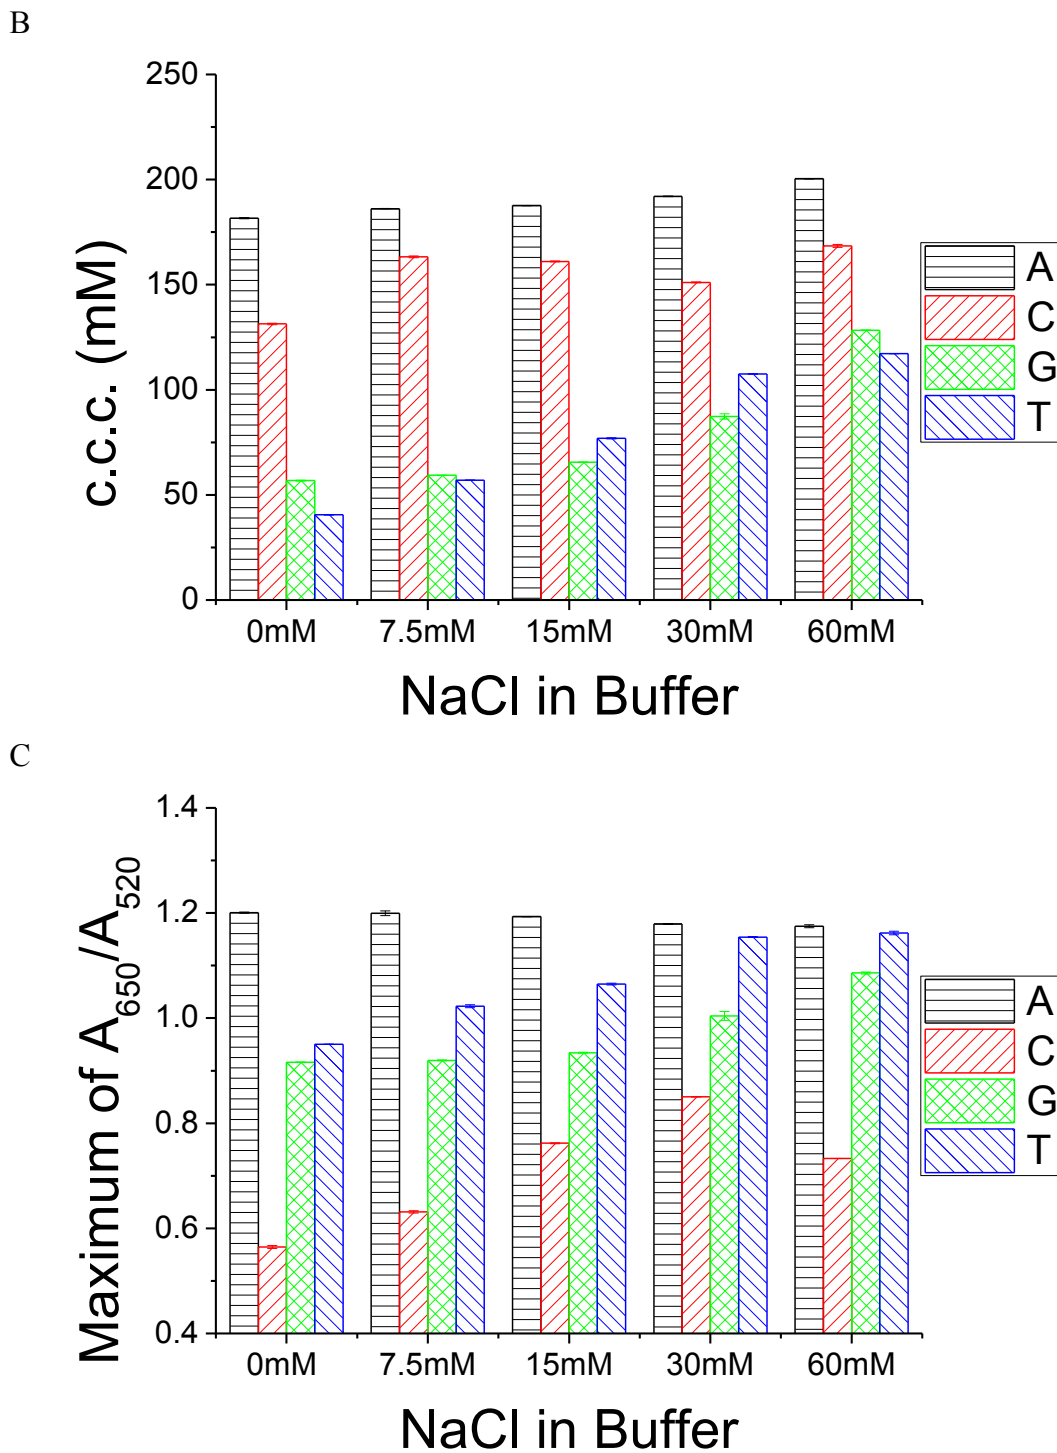 B
250
200
150
100
50
0
c.c.c. (mM)
0mM 7.5mM 15mM 30mM 60mM
NaCl in Buffer
A
C
G
T
C
1.4
1.2
1.0
0.8
0.6
0.4
Maximum of A650/A520
0mM 7.5mM 15mM 30mM 60mM
NaCl in Buffer
A
C
G
T